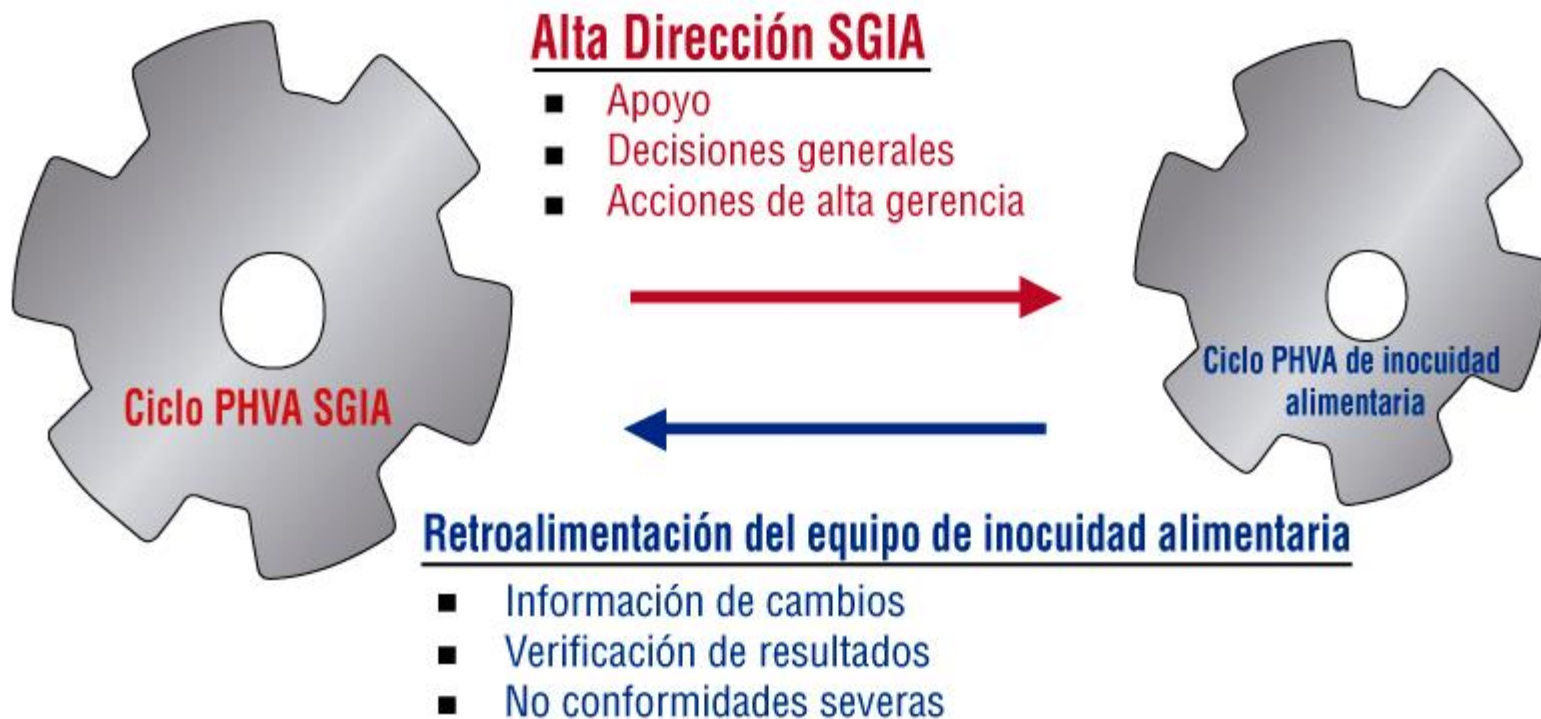 Alta Dirección SGIA
▪ Apoyo
▪ Decisiones generales
▪ Acciones de alta gerencia
Ciclo PHVA SGIA
Ciclo PHVA de inocuidad
alimentaria
Retroalimentación del equipo de inocuidad alimentaria
▪ Información de cambios
▪ Verificación de resultados
▪ No conformidades severas